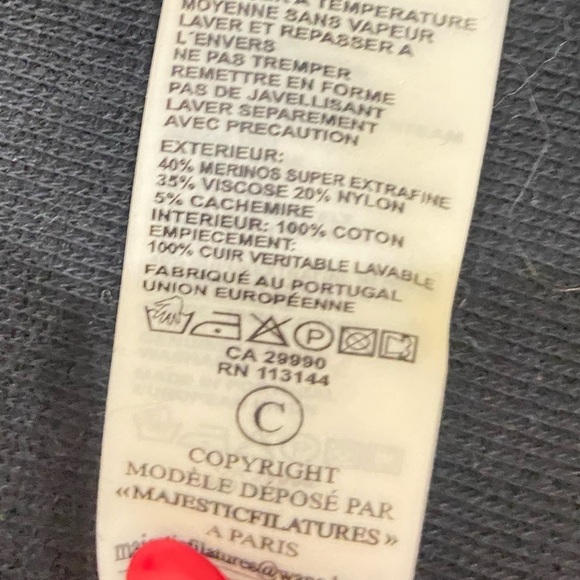 A TEMPERATURE
MOYENNE SANS VAPEUR
LAVER ET REPASSER A
L'ENVERS
NE PAS TREMPER
REMETTRE EN FORME
PAS DE JAVELLISANT
LAVER SEPAREMENT
AVEC PRECAUTION
EXTERIEUR:
40% MERINOS SUPER EXTRAFINE
35% VISCOSE 20% NYLON
5% CACHEMIRE
INTERIEUR: 100% COTON
EMPIECEMENT:
100% CUIR VERITABLE LAVABLE
FABRIQUÉ AU PORTUGAL
UNION EUROPÉENNE
P
CA 29990
RN 113144
©
COPYRIGHT
MODÈLE DÉPOSÉ PAR
«MAJESTICFILATURES»
A PARIS